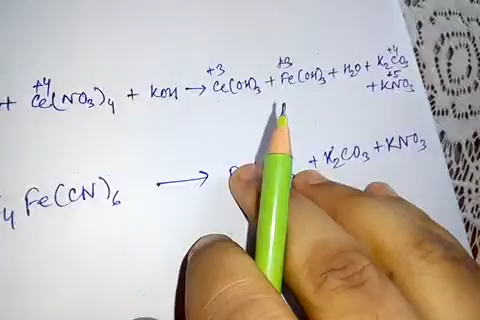 +4 +3 +3 +4
+ Ce(NO₃)₄ + KOH → Ce(OH)₃ + Fe(OH)₃ + H₂O + K₂CO₃
+5
+ KNO₃
₄Fe(CN)₆ → + K₂CO₃ + KNO₃